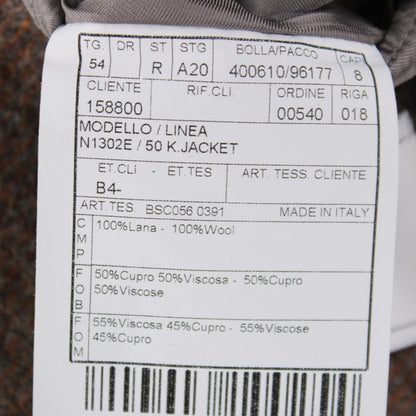 TG DR ST STG BOLLA/PACCO CAP
54 R A20 400610/96177 8
CLIENTE RIF.CLI. ORDINE RIGA
158800 00540 018
MODELLO / LINEA
N1302E / 50 K.JACKET
ET.CLI - ET.TES ART. TESS. CLIENTE
B4-
ART.TES BSC056 0391 MADE IN ITALY
CMP 100%Lana - 100%Wool
FOB 50%Cupro 50%Viscosa - 50%Cupro
50%Viscose
FOM 55%Viscosa 45%Cupro - 55%Viscose
45%Cupro